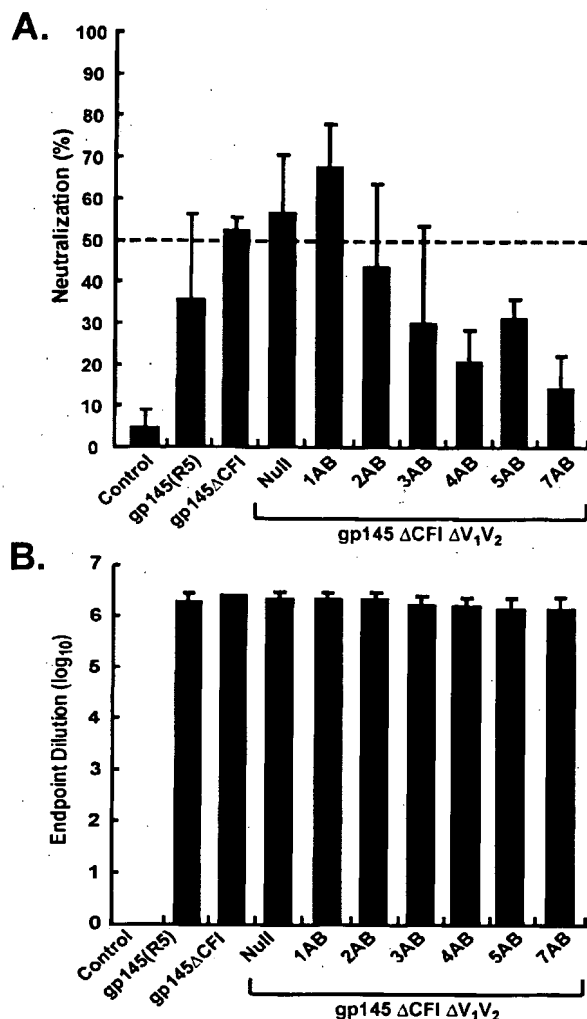 A.
Neutralization (%)
100
90
80
70
60
50
40
30
20
10
0
Control
gp145(R5)
gp145ΔCFI
Null
1AB
2AB
3AB
4AB
5AB
7AB
gp145 ΔCFI ΔV₁V₂
B.
Endpoint Dilution (log₁₀)
7
6
5
4
3
2
1
0
Control
gp145(R5)
gp145ΔCFI
Null
1AB
2AB
3AB
4AB
5AB
7AB
gp145 ΔCFI ΔV₁V₂